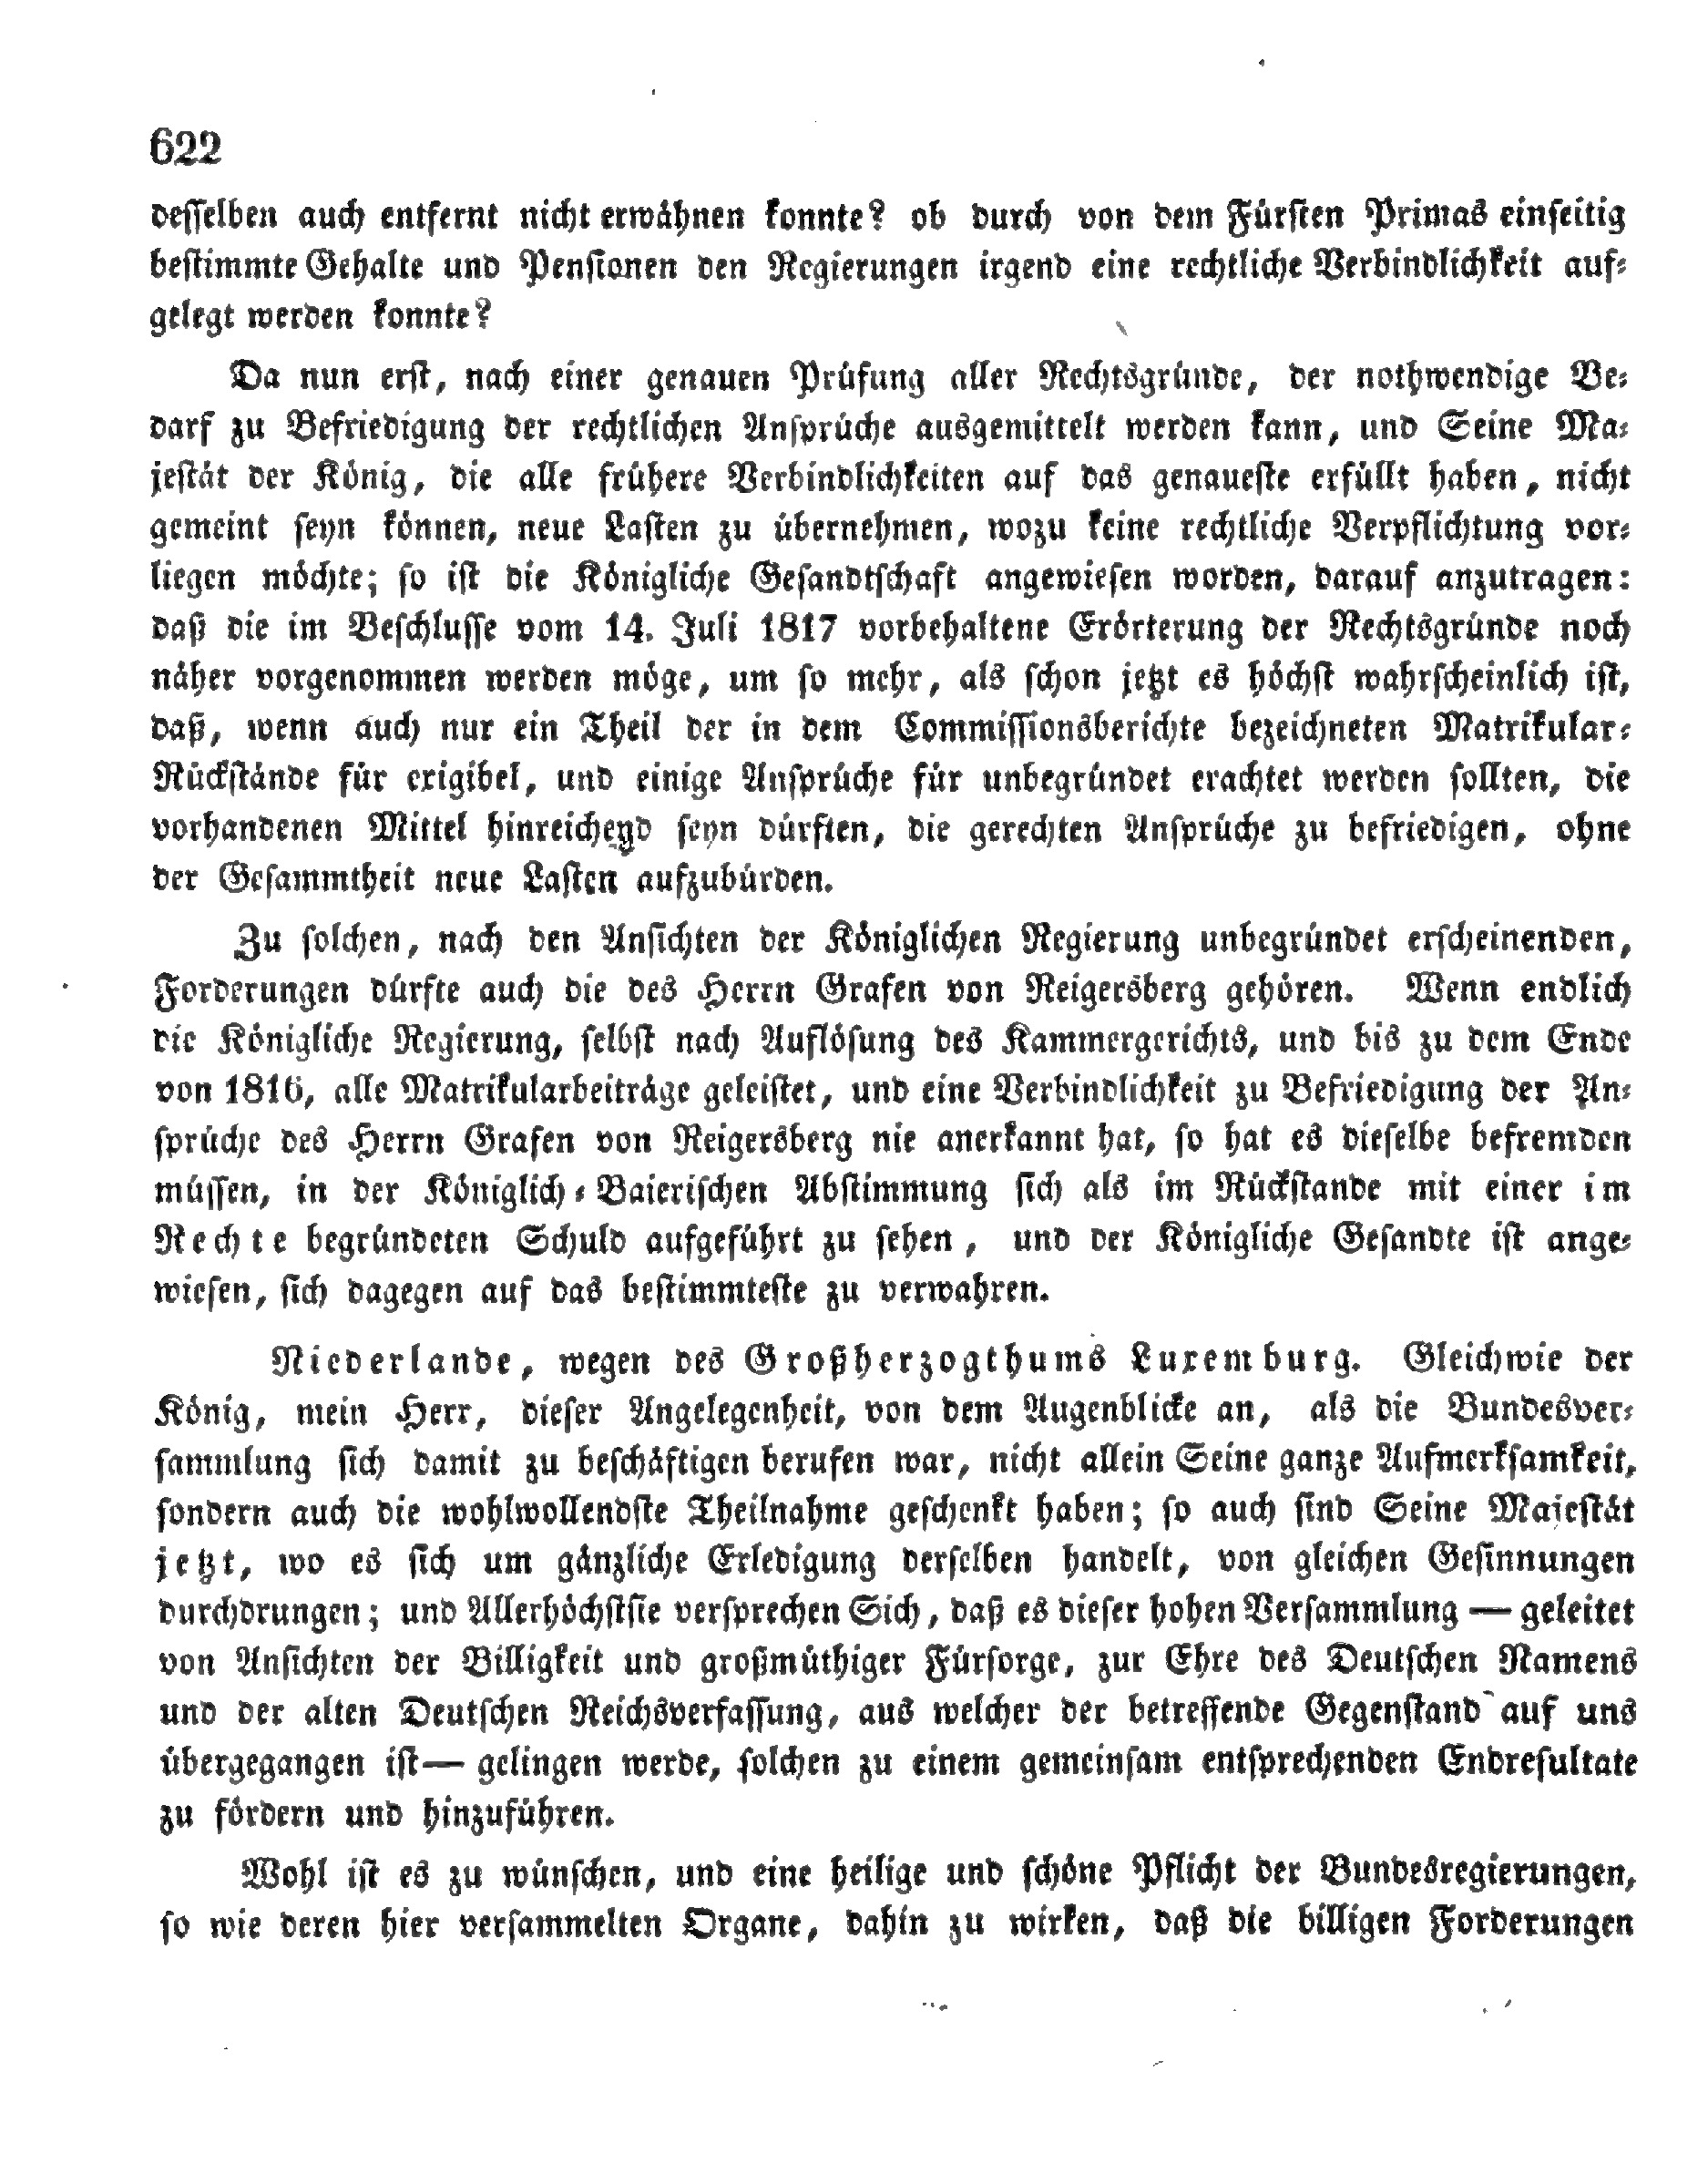 622
desselben auch entfernt nicht erwähnen konnte? ob durch von dem Fürsten Primas einseitig
bestimmte Gehalte und Pensionen den Regierungen irgend eine rechtliche Verbindlichkeit auf-
gelegt werden konnte?
Da nun erst, nach einer genauen Prüfung aller Rechtsgründe, der nothwendige Be-
darf zu Befriedigung der rechtlichen Ansprüche ausgemittelt werden kann, und Seine Ma-
jestät der König, die alle frühere Verbindlichkeiten auf das genaueste erfüllt haben, nicht
gemeint seyn können, neue Lasten zu übernehmen, wozu keine rechtliche Verpflichtung vor-
liegen möchte; so ist die Königliche Gesandtschaft angewiesen worden, darauf anzutragen:
daß die im Beschlusse vom 14. Juli 1817 vorbehaltene Erörterung der Rechtsgründe noch
näher vorgenommen werden möge, um so mehr, als schon jetzt es höchst wahrscheinlich ist,
daß, wenn auch nur ein Theil der in dem Commissionsberichte bezeichneten Matrikular-
Rückstände für exigibel, und einige Ansprüche für unbegründet erachtet werden sollten, die
vorhandenen Mittel hinreichend seyn dürften, die gerechten Ansprüche zu befriedigen, ohne
der Gesammtheit neue Lasten aufzubürden.
Zu solchen, nach den Ansichten der Königlichen Regierung unbegründet erscheinenden,
Forderungen dürfte auch die des Herrn Grafen von Reigersberg gehören. Wenn endlich
die Königliche Regierung, selbst nach Auflösung des Kammergerichts, und bis zu dem Ende
von 1816, alle Matrikularbeiträge geleistet, und eine Verbindlichkeit zu Befriedigung der An-
sprüche des Herrn Grafen von Reigersberg nie anerkannt hat, so hat es dieselbe befremden
müssen, in der Königlich-Baierischen Abstimmung sich als im Rückstande mit einer im
Rechte begründeten Schuld aufgeführt zu sehen, und der Königliche Gesandte ist ange-
wiesen, sich dagegen auf das bestimmteste zu verwahren.
Niederlande, wegen des Großherzogthums Luxemburg. Gleichwie der
König, mein Herr, dieser Angelegenheit, von dem Augenblicke an, als die Bundesver-
sammlung sich damit zu beschäftigen berufen war, nicht allein Seine ganze Aufmerksamkeit,
sondern auch die wohlwollendste Theilnahme geschenkt haben; so auch sind Seine Majestät
jetzt, wo es sich um gänzliche Erledigung derselben handelt, von gleichen Gesinnungen
durchdrungen; und Allerhöchstsie versprechen Sich, daß es dieser hohen Versammlung — geleitet
von Ansichten der Billigkeit und großmüthiger Fürsorge, zur Ehre des Deutschen Namens
und der alten Deutschen Reichsverfassung, aus welcher der betreffende Gegenstand auf uns
übergegangen ist — gelingen werde, solchen zu einem gemeinsam entsprechenden Endresultate
zu fördern und hinzuführen.
Wohl ist es zu wünschen, und eine heilige und schöne Pflicht der Bundesregierungen,
so wie deren hier versammelten Organe, dahin zu wirken, daß die billigen Forderungen